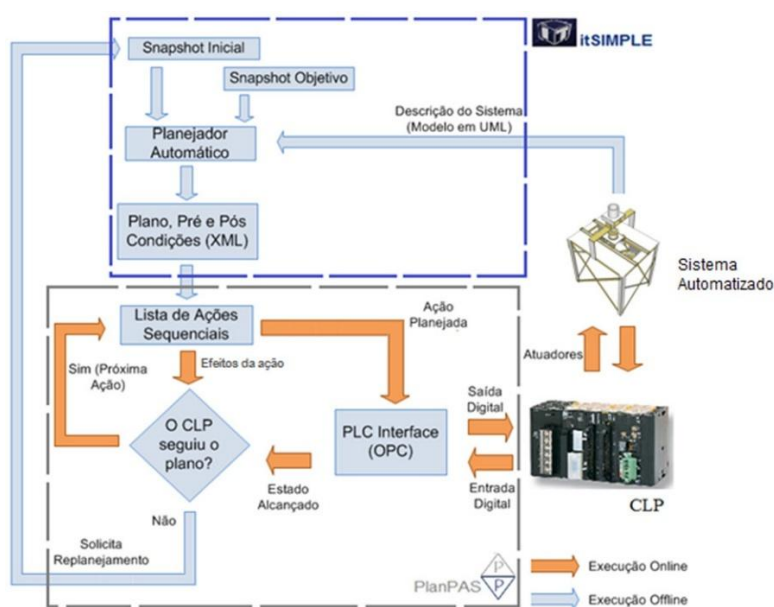 Snapshot Inicial
Snapshot Objetivo
itSIMPLE
Descrição do Sistema
(Modelo em UML)
Planejador
Automático
Plano, Pré e Pós
Condições (XML)
Sistema
Automatizado
Lista de Ações
Sequenciais
Ação
Planejada
Sim (Próxima
Ação)
Efeitos da ação
Atuadores
O CLP
seguiu o
plano?
PLC Interface
(OPC)
Saída
Digital
Entrada
Digital
Estado
Alcançado
CLP
Não
Solicita
Replanejamento
PlanPAS
P
P
Execução Online
Execução Offline